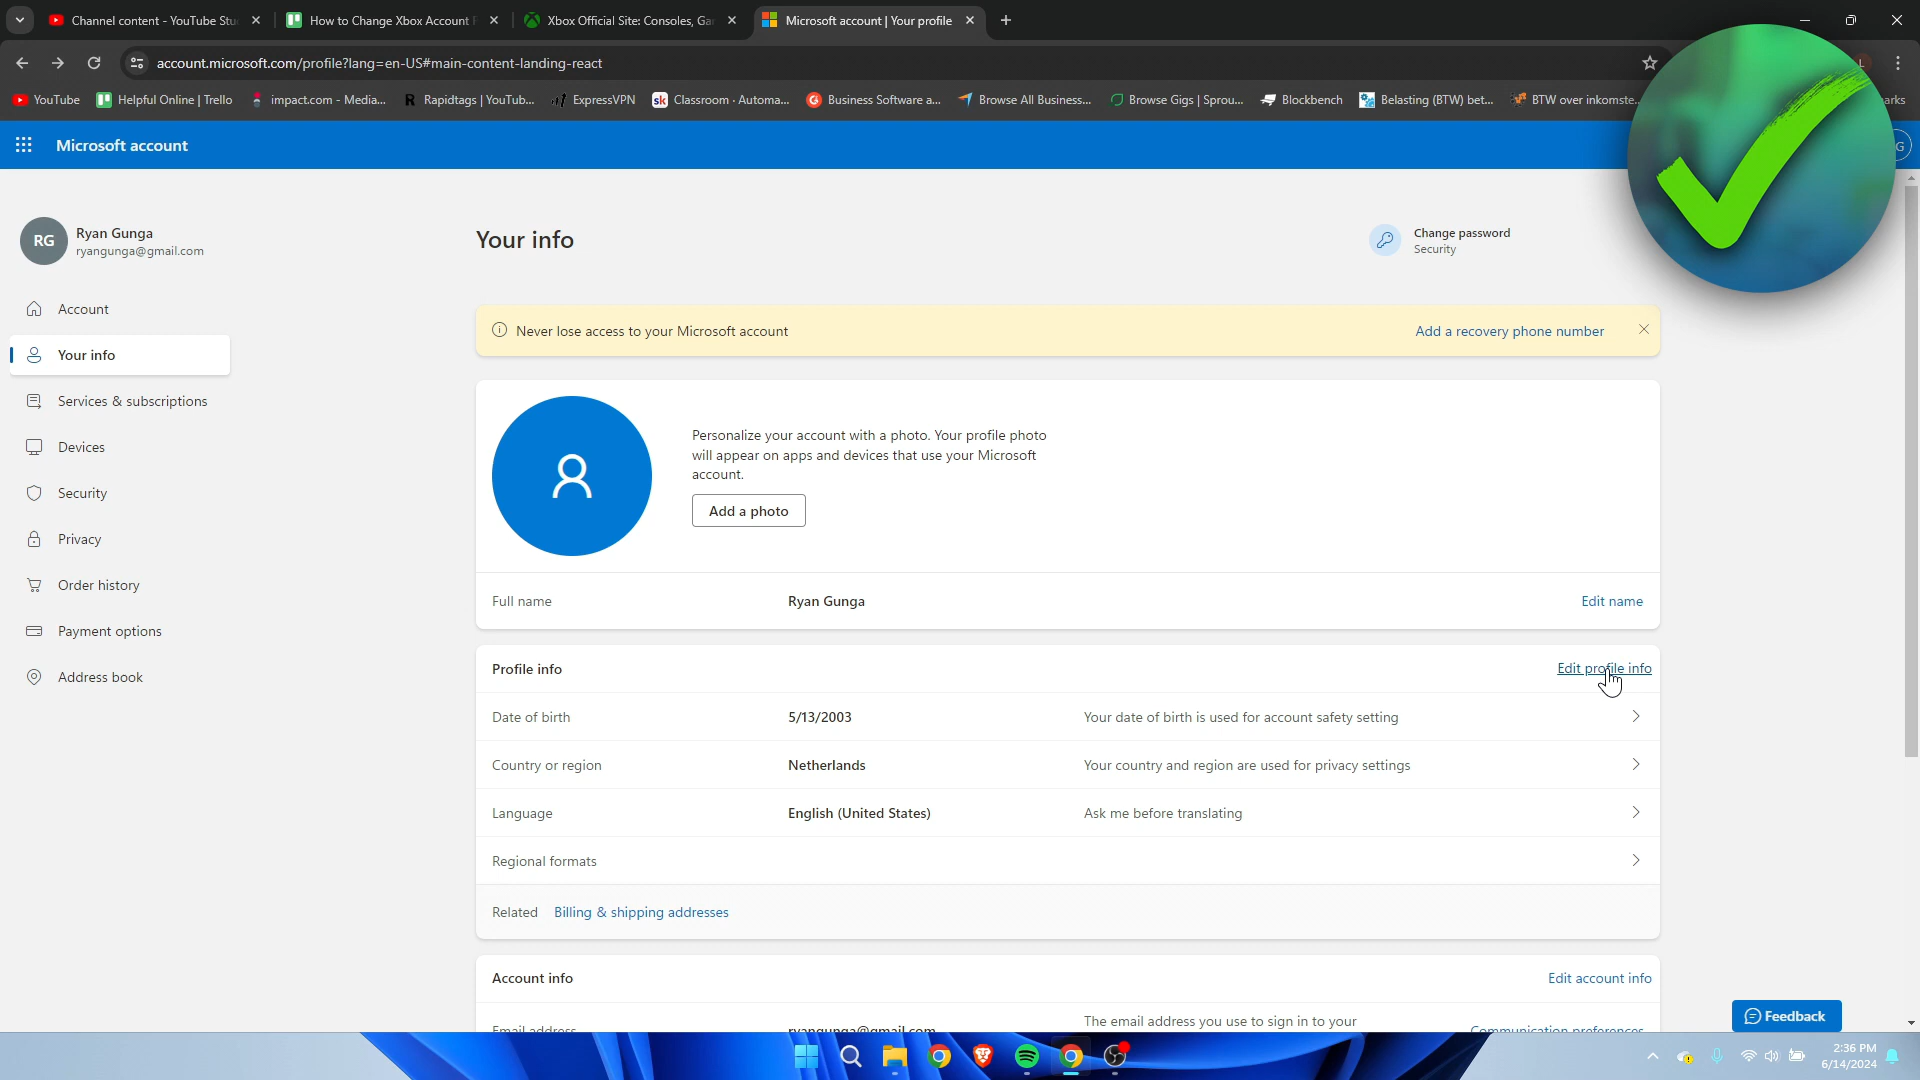 Channel content - YouTube Stu
How to Change Xbox Account
Xbox Official Site: Consoles, Ga
Microsoft account | Your profile
account.microsoft.com/profile?lang=en-US#main-content-landing-react
YouTube
Helpful Online | Trello
impact.com - Media...
Rapidtags | YouTub...
ExpressVPN
Classroom - Automa...
Business Software a...
Browse All Business...
Browse Gigs | Sprou...
Blockbench
Belasting (BTW) bet...
BTW over inkomste...
Microsoft account
RG
Ryan Gunga
ryangunga@gmail.com
Account
Your info
Services & subscriptions
Devices
Security
Privacy
Order history
Payment options
Address book
Your info
Change password
Security
Never lose access to your Microsoft account
Add a recovery phone number
Personalize your account with a photo. Your profile photo
will appear on apps and devices that use your Microsoft
account.
Add a photo
Full name
Ryan Gunga
Edit name
Profile info
Edit profile info
Date of birth
5/13/2003
Your date of birth is used for account safety setting
Country or region
Netherlands
Your country and region are used for privacy settings
Language
English (United States)
Ask me before translating
Regional formats
Related
Billing & shipping addresses
Account info
Edit account info
Email address
ryangunga@gmail.com
The email address you use to sign in to your
Communication preferences
Feedback
2:36 PM
6/14/2024